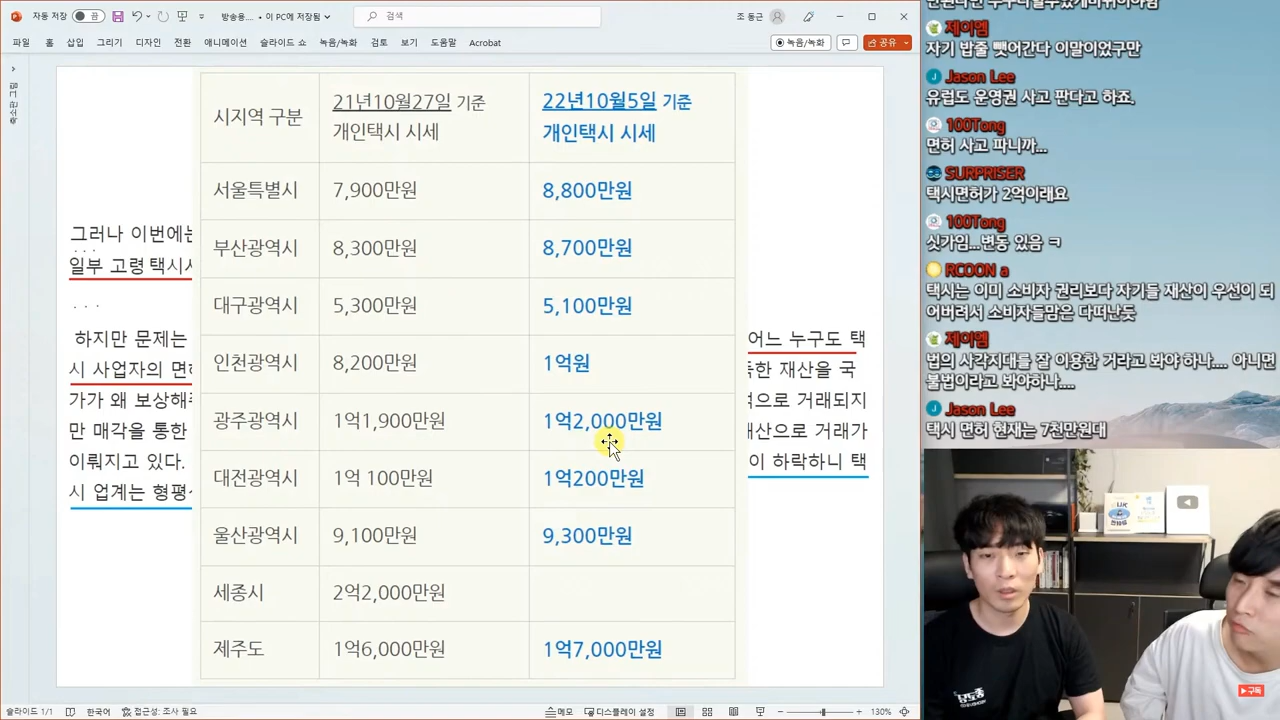 자동 저장 끔 방송용... • 이 PC에 저장됨 검색 조 동근
파일 홈 삽입 그리기 디자인 전환 애니메이션 슬라이드 쇼 녹음/녹화 검토 보기 도움말 Acrobat 녹음/녹화 공유
축소판 그림
시지역 구분 21년10월27일 기준 개인택시 시세 22년10월5일 기준 개인택시 시세
서울특별시 7,900만원 8,800만원
부산광역시 8,300만원 8,700만원
대구광역시 5,300만원 5,100만원
인천광역시 8,200만원 1억원
광주광역시 1억1,900만원 1억2,000만원
대전광역시 1억 100만원 1억200만원
울산광역시 9,100만원 9,300만원
세종시 2억2,000만원
제주도 1억6,000만원 1억7,000만원
그러나 이번에는
일부 고령 택시
. . .
하지만 문제는
시 사업자의 면
가가 왜 보상해
만 매각을 통한
이뤄지고 있다.
시 업계는 형평
어느 누구도 택
한 재산을 국
으로 거래되지
산으로 거래가
이 하락하니 택
슬라이드 1/1 한국어 접근성: 조사 필요 메모 디스플레이 설정 130%
제이엠
자기 밥줄 뺏어간다 이말이었구만
J Jason Lee
유럽도 운영권 사고 판다고 하죠.
100Tong
면허 사고 파니까...
SURPRISER
택시면허가 2억이래요
100Tong
싯가임...변동 있음 ㅋ
RCOON a
택시는 이미 소비자 권리보다 자기들 재산이 우선이 되
어버려서 소비자들맘은 다떠난듯
제이엠
법의 사각지대를 잘 이용한 거라고 봐야 하나.... 아니면
불법이라고 봐야하나....
J Jason Lee
택시 면허 현재는 7천만원대
구독